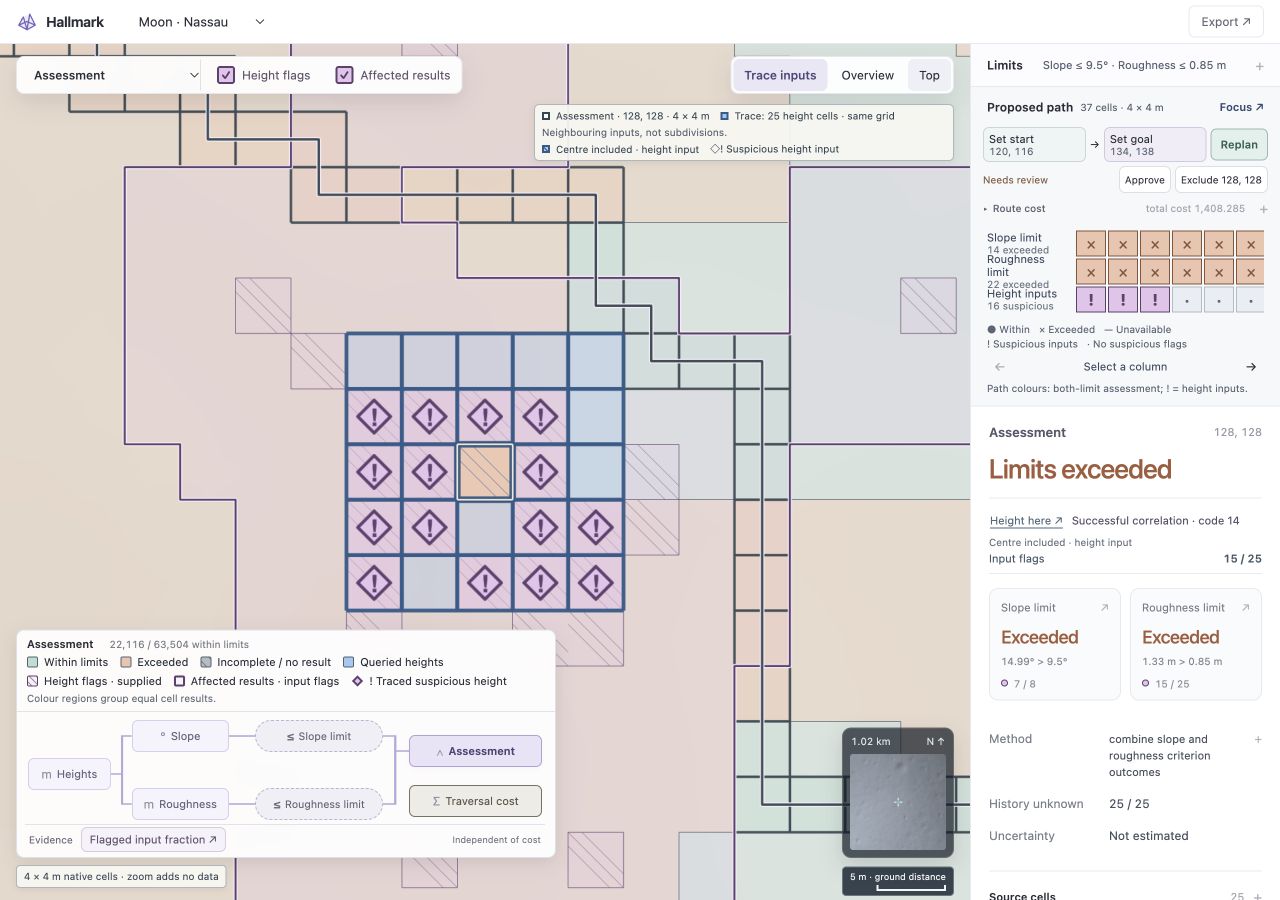 Hallmark
Moon · Nassau
Export ↗
Assessment
Height flags
Affected results
Trace inputs
Overview
Top
Assessment · 128, 128 · 4 × 4 m
Trace: 25 height cells · same grid
Neighbouring inputs, not subdivisions.
Centre included · height input
! Suspicious height input
Limits
Slope ≤ 9.5° · Roughness ≤ 0.85 m
+
Proposed path
37 cells · 4 × 4 m
Focus ↗
Set start
120, 116
→
Set goal
134, 138
Replan
Needs review
Approve
Exclude 128, 128
▸ Route cost
total cost 1,408.285
+
Slope limit
14 exceeded
× × × × × ×
Roughness
limit
22 exceeded
× × × × × ×
Height inputs
16 suspicious
! ! ! · · ·
● Within × Exceeded — Unavailable
! Suspicious inputs · No suspicious flags
← Select a column →
Path colours: both-limit assessment; ! = height inputs.
Assessment
128, 128
Limits exceeded
Height here ↗
Successful correlation · code 14
Centre included · height input
Input flags
15 / 25
Slope limit ↗
Exceeded
14.99° > 9.5°
7 / 8
Roughness limit ↗
Exceeded
1.33 m > 0.85 m
15 / 25
Method
combine slope and
roughness criterion
outcomes
+
History unknown
25 / 25
Uncertainty
Not estimated
Source cells
25 +
! ! ! !
! ! !
! ! ! !
! ! ! !
Assessment
22,116 / 63,504 within limits
Within limits
Exceeded
Incomplete / no result
Queried heights
Height flags · supplied
Affected results · input flags
! Traced suspicious height
Colour regions group equal cell results.
m Heights
° Slope
≤ Slope limit
∧ Assessment
m Roughness
≤ Roughness limit
Σ Traversal cost
Evidence
Flagged input fraction ↗
Independent of cost
4 × 4 m native cells · zoom adds no data
1.02 km
N ↑
5 m · ground distance